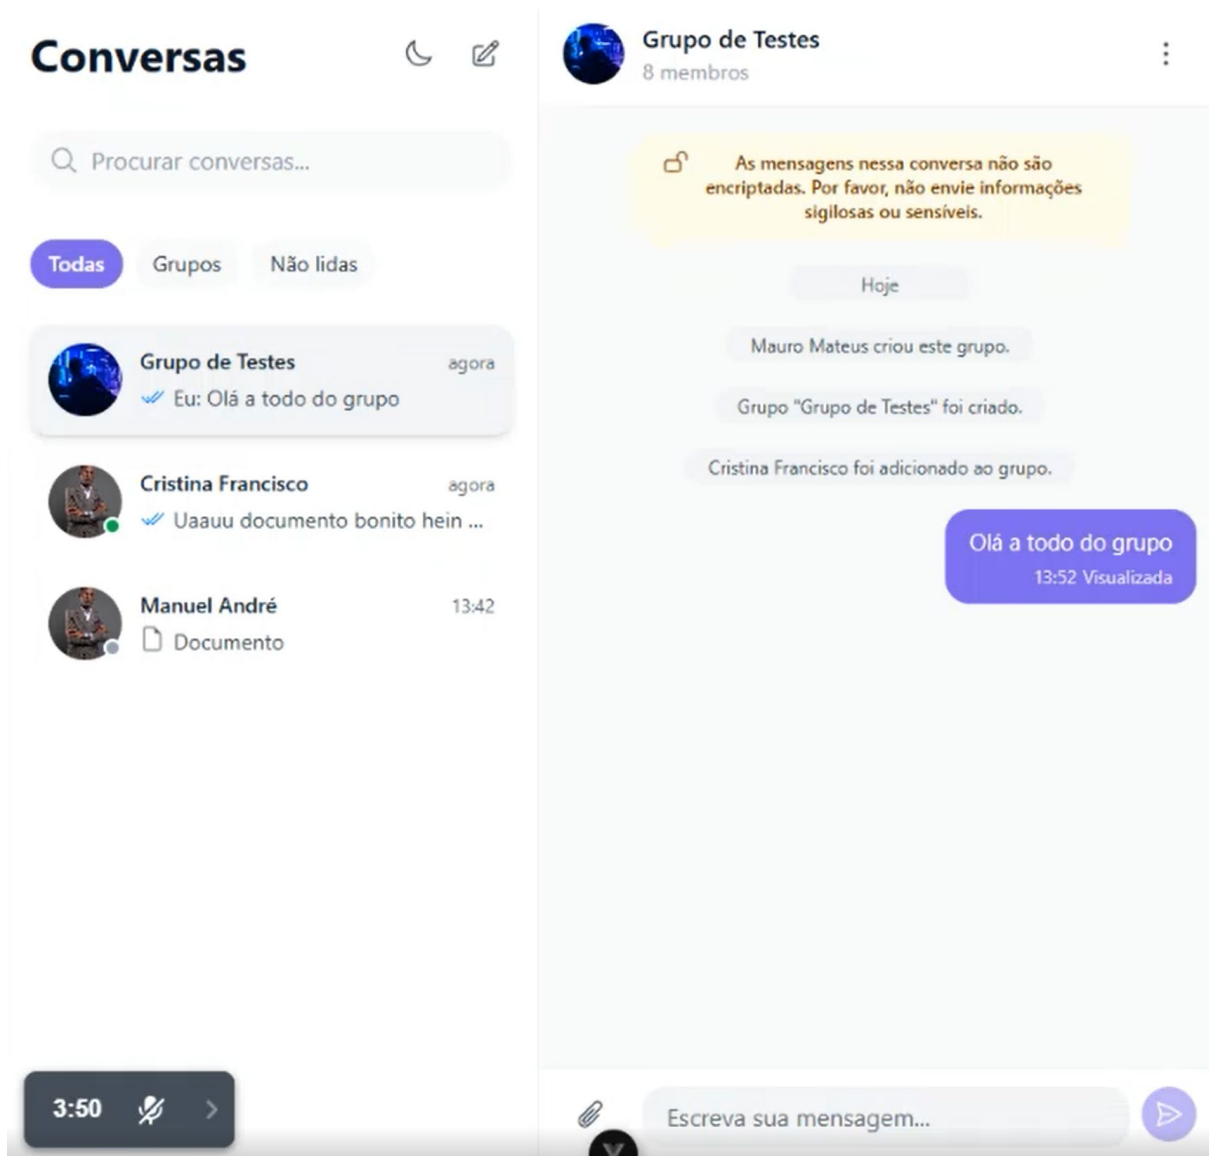 Conversas
Procurar conversas...
Todas
Grupos
Não lidas
Grupo de Testes
agora
Eu: Olá a todo do grupo
Cristina Francisco
agora
Uaauu documento bonito hein ...
Manuel André
13:42
Documento
3:50
Grupo de Testes
8 membros
As mensagens nessa conversa não são
encriptadas. Por favor, não envie informações
sigilosas ou sensíveis.
Hoje
Mauro Mateus criou este grupo.
Grupo "Grupo de Testes" foi criado.
Cristina Francisco foi adicionado ao grupo.
Olá a todo do grupo
13:52 Visualizada
Escreva sua mensagem...